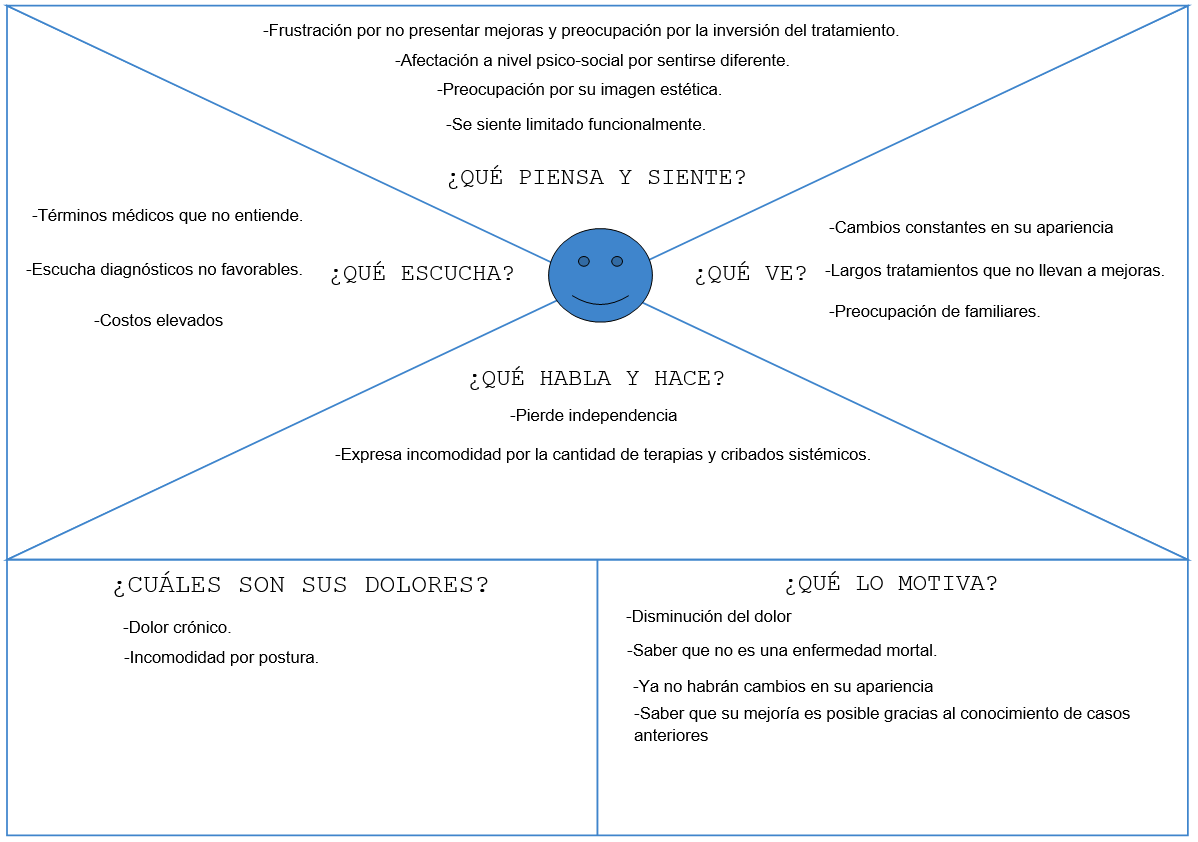 -Frustración por no presentar mejoras y preocupación por la inversión del tratamiento.
-Afectación a nivel psico-social por sentirse diferente.
-Preocupación por su imagen estética.
-Se siente limitado funcionalmente.
¿QUÉ PIENSA Y SIENTE?
-Términos médicos que no entiende.
-Escucha diagnósticos no favorables.
-Costos elevados
¿QUÉ ESCUCHA?
¿QUÉ VE?
-Cambios constantes en su apariencia
-Largos tratamientos que no llevan a mejoras.
-Preocupación de familiares.
¿QUÉ HABLA Y HACE?
-Pierde independencia
-Expresa incomodidad por la cantidad de terapias y cribados sistémicos.
¿CUÁLES SON SUS DOLORES?
-Dolor crónico.
-Incomodidad por postura.
¿QUÉ LO MOTIVA?
-Disminución del dolor
-Saber que no es una enfermedad mortal.
-Ya no habrán cambios en su apariencia
-Saber que su mejoría es posible gracias al conocimiento de casos
anteriores